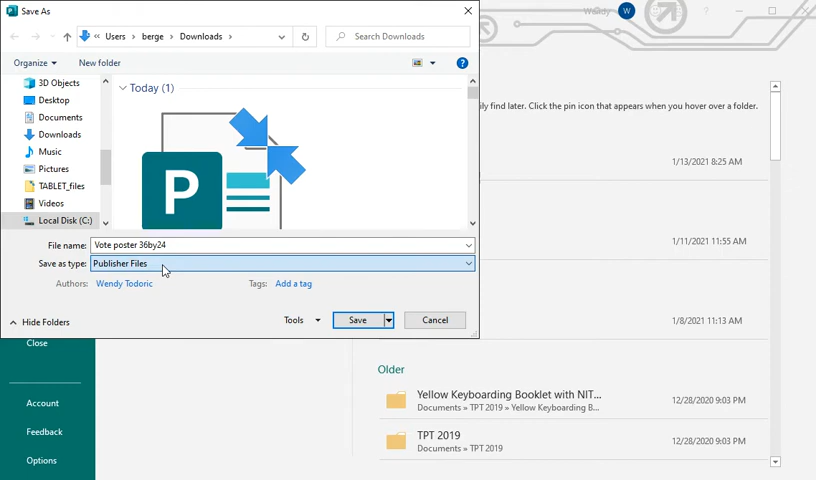 Save As
Users
berge
Downloads
Search Downloads
Organize
New folder
?
3D Objects
Desktop
Documents
Downloads
Music
Pictures
TABLET_files
Videos
Local Disk (C:)
Today (1)
P
File name:
Vote poster 36by24
Save as type:
Publisher Files
Authors:
Wendy Todoric
Tags:
Add a tag
Hide Folders
Tools
Save
Cancel
Wendy
W
?
ily find later. Click the pin icon that appears when you hover over a folder.
1/13/2021 8:25 AM
1/11/2021 11:55 AM
1/8/2021 11:13 AM
Close
Account
Feedback
Options
Older
Yellow Keyboarding Booklet with NIT...
Documents » TPT 2019 » Yellow Keyboarding B...
12/28/2020 9:03 PM
TPT 2019
Documents » TPT 2019
12/28/2020 9:03 PM